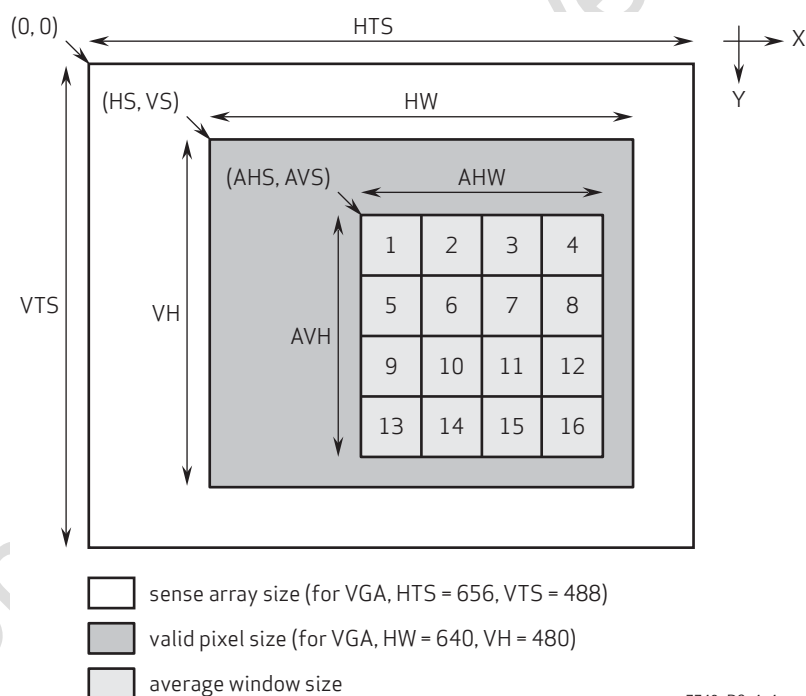 (0, 0)
HTS
X
Y
(HS, VS)
HW
(AHS, AVS)
AHW
1 2 3 4
VTS
VH
AVH
5 6 7 8
9 10 11 12
13 14 15 16
sense array size (for VGA, HTS = 656, VTS = 488)
valid pixel size (for VGA, HW = 640, VH = 480)
average window size